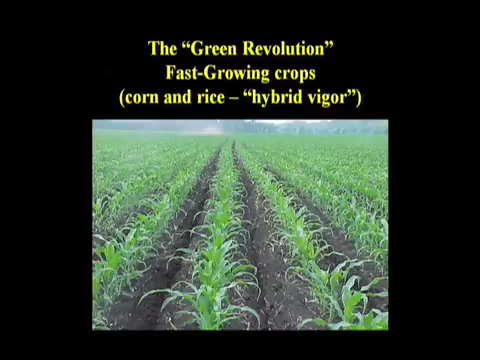 The “Green Revolution”
Fast-Growing crops
(corn and rice – “hybrid vigor”)